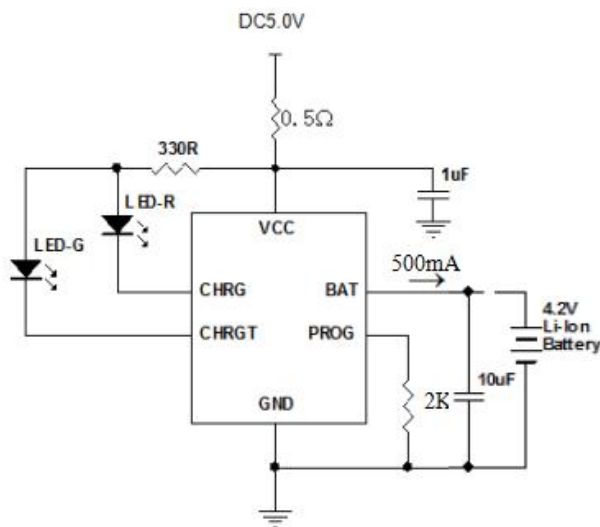 DC5.0V
0.5Ω
330R
1uF
LED-R
LED-G
VCC
500mA
CHRG
BAT
4.2V
Li-Ion
Battery
CHRGT
PROG
2K
10uF
GND